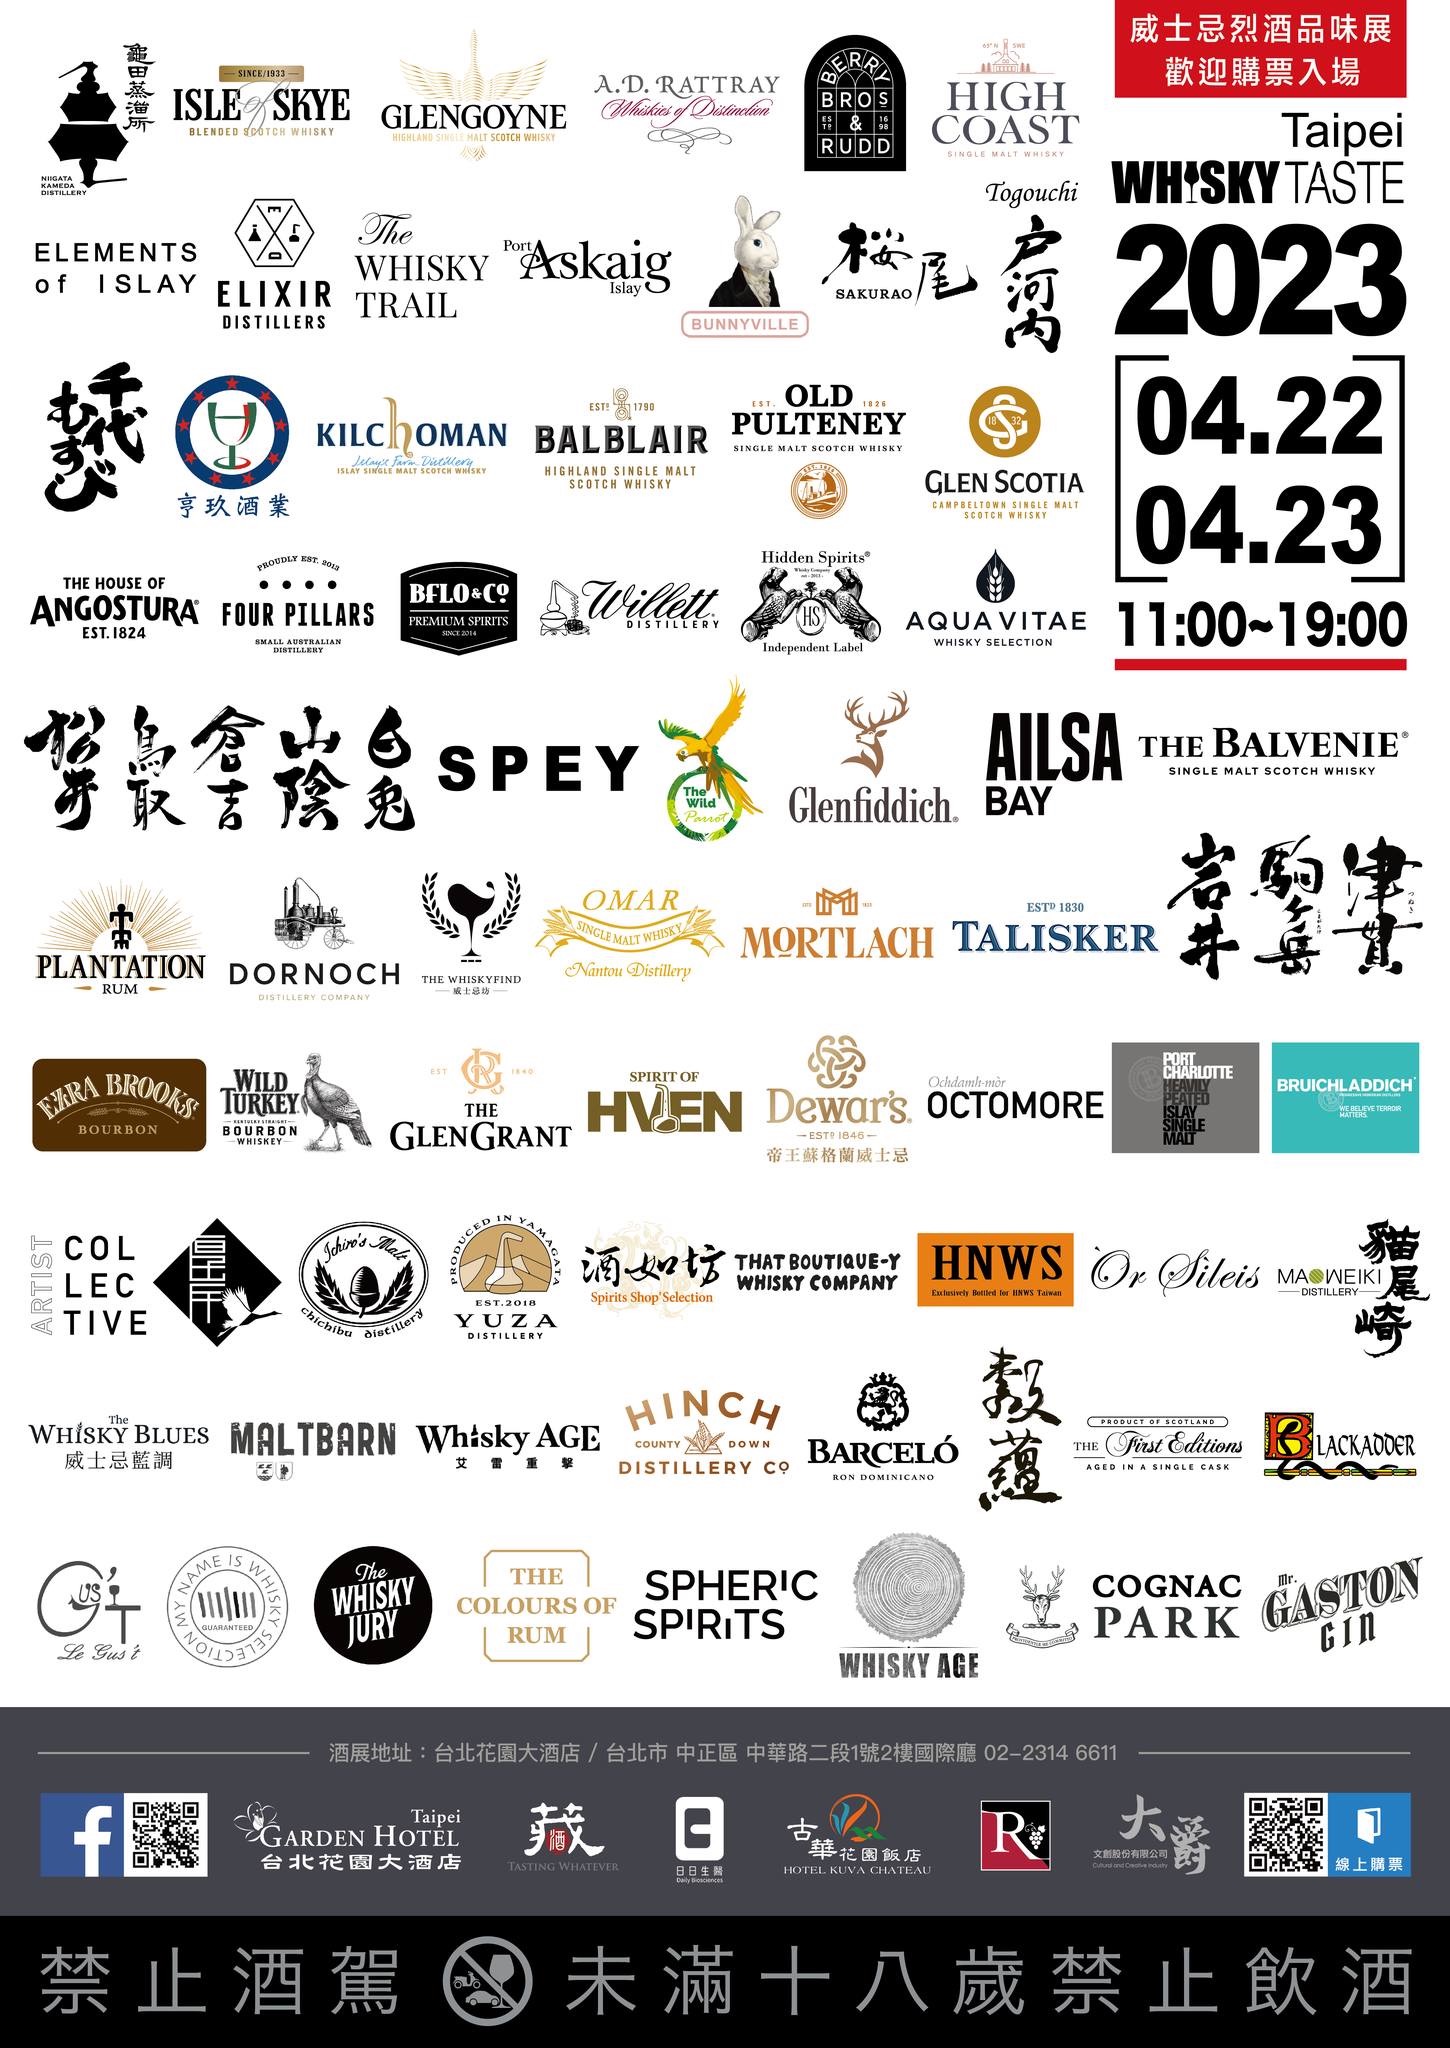 威士忌烈酒品味展
歡迎購票入場
Taipei
WHISKY TASTE
2023
04.22
04.23
11:00~19:00
龜田蒸溜所
NIIGATA
KAMEDA
DISTILLERY
SINCE/1933
ISLE of SKYE
BLENDED SCOTCH WHISKY
GLENGOYNE
HIGHLAND SINGLE MALT SCOTCH WHISKY
A.D. RATTRAY
Whiskies of Distinction
BERRY
BROS
ESTD & 1698
RUDD
63° N SWE
HIGH
COAST
SINGLE MALT WHISKY
ELEMENTS
of ISLAY
ELIXIR
DISTILLERS
The
WHISKY
TRAIL
Port
Askaig
Islay
BUNNYVILLE
桜尾
SAKURAO
Togouchi
戸河内
千代
むすび
亨玖酒業
KILCHOMAN
Islay's Farm Distillery
ISLAY SINGLE MALT SCOTCH WHISKY
ESTD 1790
BALBLAIR
HIGHLAND SINGLE MALT
SCOTCH WHISKY
OLD
EST. 1826
PULTENEY
SINGLE MALT SCOTCH WHISKY
EST. 1826
18 32
GLEN SCOTIA
CAMPBELTOWN SINGLE MALT
SCOTCH WHISKY
THE HOUSE OF
ANGOSTURA®
EST. 1824
PROUDLY EST. 2013
FOUR PILLARS
SMALL AUSTRALIAN
DISTILLERY
BFLO & CO
PREMIUM SPIRITS
SINCE 2014
Willett
DISTILLERY
Hidden Spirits®
Whisky Company
est - 2013 -
HS
Independent Label
AQUAVITAE
WHISKY SELECTION
松井
鳥取
倉吉
山陰
白兎
SPEY
The
Wild
Parrot
Glenfiddich®
AILSA
BAY
THE BALVENIE®
SINGLE MALT SCOTCH WHISKY
PLANTATION
RUM
DORNOCH
DISTILLERY COMPANY
THE WHISKYFIND
威士忌坊
OMAR
SINGLE MALT WHISKY
Nantou Distillery
MORTLACH
ESTD 1830
TALISKER
岩井
駒ヶ岳
こまがたけ
津貫
つぬき
EZRA BROOKS
BOURBON
WILD
TURKEY
KENTUCKY STRAIGHT
BOURBON
WHISKEY
EST 1840
THE
GLENGRANT
SPIRIT OF
HVEN
Dewar's®
ESTD 1846
帝王蘇格蘭威士忌
Ochdamh-mòr
OCTOMORE
PORT
CHARLOTTE
HEAVILY
PEATED
ISLAY
SINGLE
MALT
BRUICHLADDICH®
PROGRESSIVE HEBRIDEAN DISTILLERS
WE BELIEVE TERROIR
MATTERS.
ARTIST
COL
LEC
TIVE
Ichiro's Malt
chichibu distillery
PRODUCED IN YAMAGATA
EST.2018
YUZA
DISTILLERY
酒如坊
Spirits Shop' Selection
THAT BOUTIQUE-Y
WHISKY COMPANY
HNWS
Exclusively Bottled for HNWS Taiwan
Òr Sileis
MAOWEIKI
DISTILLERY
貓尾崎
The
WHISKY BLUES
威士忌藍調
MALTBARN
Whisky AGE
艾雷重擊
HINCH
COUNTY DOWN
DISTILLERY CO
BARCELÓ
RON DOMINICANO
穀蘊
PRODUCT OF SCOTLAND
THE First Editions
AGED IN A SINGLE CASK
BLACKADDER
Gus't
Le Gus't
MY NAME IS WHISKY SELECTION
GUARANTEED
The
WHISKY
JURY
THE
COLOURS OF
RUM
SPHERIC
SPIRITS
WHISKY AGE
COGNAC
PARK
Mr.
GASTON
GIN
酒展地址：台北花園大酒店 / 台北市 中正區 中華路二段1號2樓國際廳 02-2314 6611
f
Taipei
GARDEN HOTEL
台北花園大酒店
藏酒
TASTING WHATEVER
日日生醫
Daily Biosciences
古華花園飯店
HOTEL KUVA CHATEAU
R
大爵
文創股份有限公司
Cultural and Creative Industry
線上購票
禁止酒駕 未滿十八歲禁止飲酒